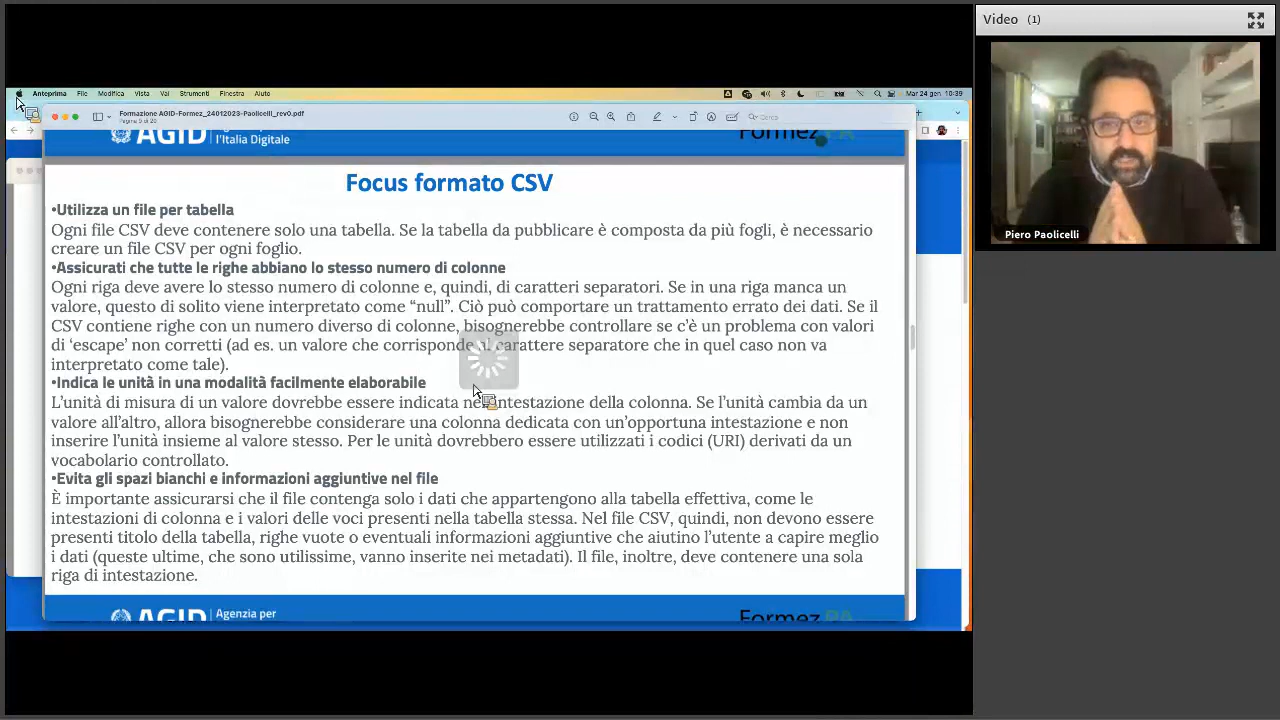 Video (1)
Piero Paolicelli
Anteprima File Modifica Vista Vai Strumenti Finestra Aiuto
Mar 24 gen 15:39
Formazione AGID-Formez_24012023-Paolicelli_rev0.pdf
Pagina 9 di 20
Cerca
AGID
l'Italia Digitale
Formez
Focus formato CSV
•Utilizza un file per tabella
Ogni file CSV deve contenere solo una tabella. Se la tabella da pubblicare è composta da più fogli, è necessario
creare un file CSV per ogni foglio.
•Assicurati che tutte le righe abbiano lo stesso numero di colonne
Ogni riga deve avere lo stesso numero di colonne e, quindi, di caratteri separatori. Se in una riga manca un
valore, questo di solito viene interpretato come “null”. Ciò può comportare un trattamento errato dei dati. Se il
CSV contiene righe con un numero diverso di colonne, bisognerebbe controllare se c’è un problema con valori
di ‘escape’ non corretti (ad es. un valore che corrisponde carattere separatore che in quel caso non va
interpretato come tale).
•Indica le unità in una modalità facilmente elaborabile
L’unità di misura di un valore dovrebbe essere indicata intestazione della colonna. Se l’unità cambia da un
valore all’altro, allora bisognerebbe considerare una colonna dedicata con un’opportuna intestazione e non
inserire l’unità insieme al valore stesso. Per le unità dovrebbero essere utilizzati i codici (URI) derivati da un
vocabolario controllato.
•Evita gli spazi bianchi e informazioni aggiuntive nel file
È importante assicurarsi che il file contenga solo i dati che appartengono alla tabella effettiva, come le
intestazioni di colonna e i valori delle voci presenti nella tabella stessa. Nel file CSV, quindi, non devono essere
presenti titolo della tabella, righe vuote o eventuali informazioni aggiuntive che aiutino l’utente a capire meglio
i dati (queste ultime, che sono utilissime, vanno inserite nei metadati). Il file, inoltre, deve contenere una sola
riga di intestazione.
AGID Agenzia per
Formez PA